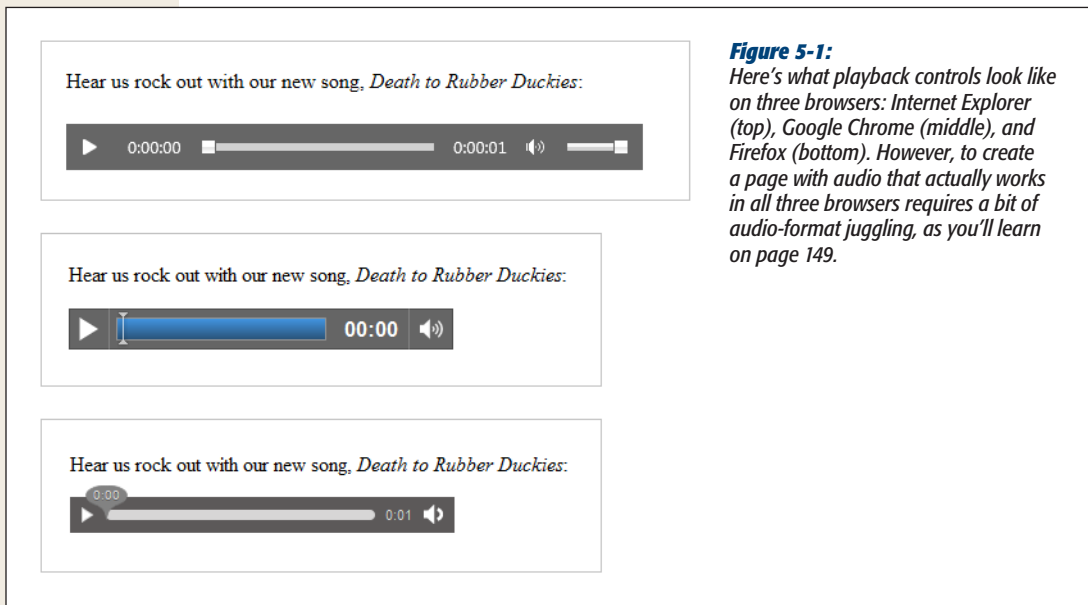 Hear us rock out with our new song, Death to Rubber Duckies:
0:00:00 0:00:01
Hear us rock out with our new song, Death to Rubber Duckies:
00:00
Hear us rock out with our new song, Death to Rubber Duckies:
0:00
0:01
Figure 5-1:
Here’s what playback controls look like
on three browsers: Internet Explorer
(top), Google Chrome (middle), and
Firefox (bottom). However, to create
a page with audio that actually works
in all three browsers requires a bit of
audio-format juggling, as you’ll learn
on page 149.